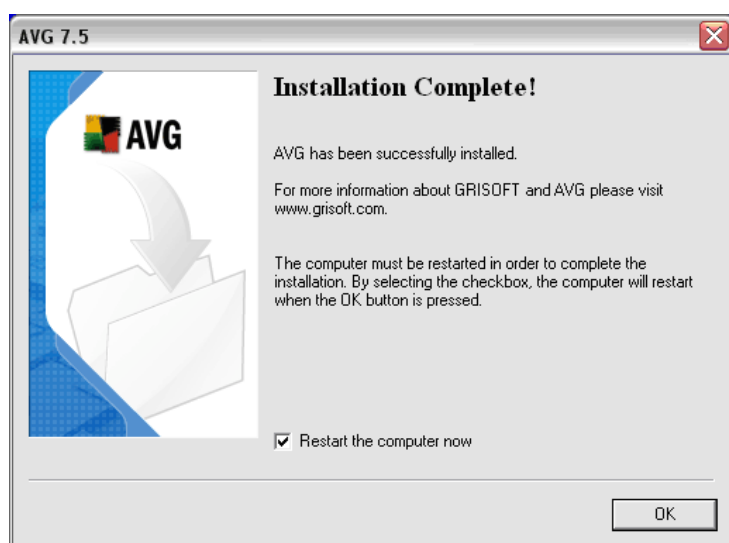 AVG 7.5
AVG
Installation Complete!
AVG has been successfully installed.
For more information about GRISOFT and AVG please visit
www.grisoft.com.
The computer must be restarted in order to complete the
installation. By selecting the checkbox, the computer will restart
when the OK button is pressed.
Restart the computer now
OK